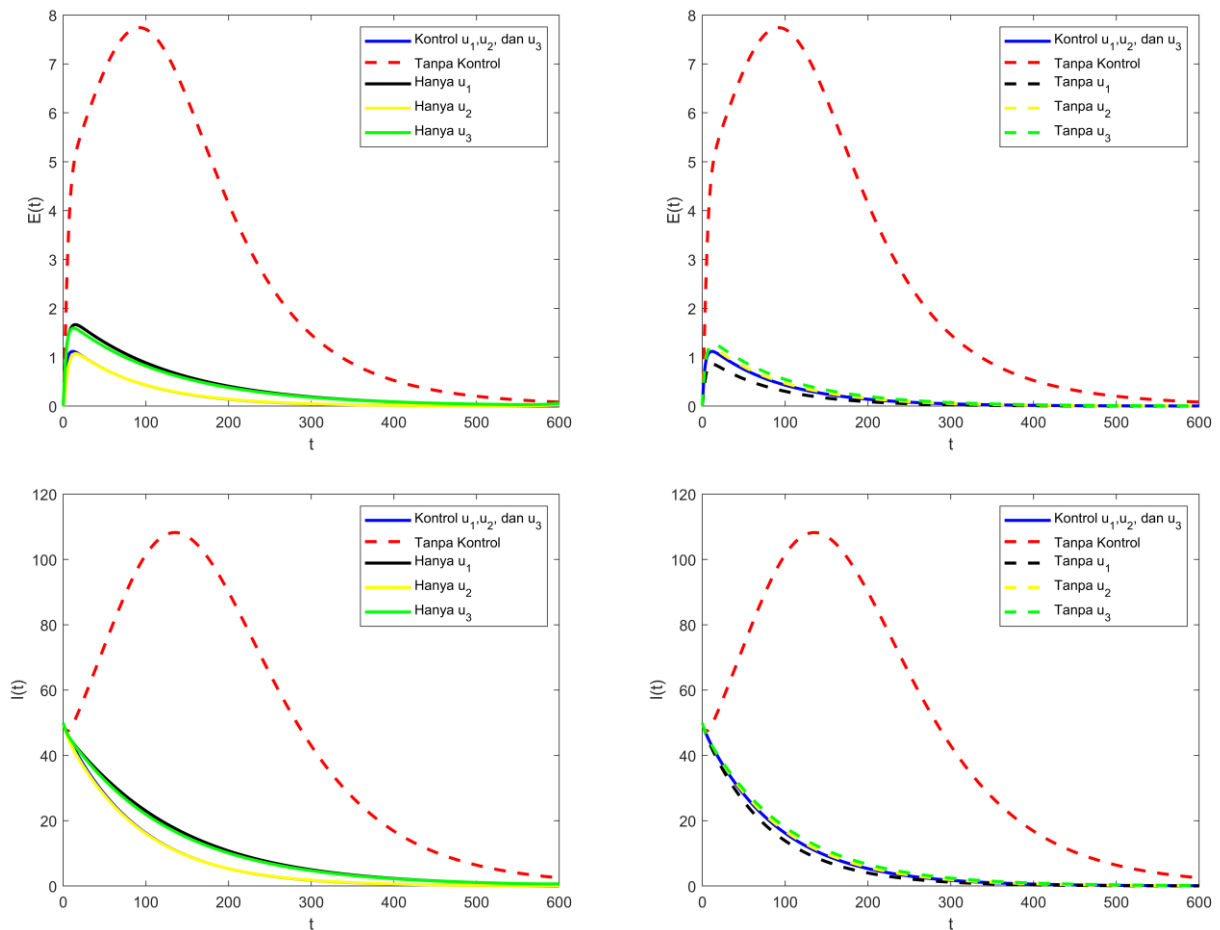 8
7
6
5
4
3
2
1
0
E(t)
0 100 200 300 400 500 600
t
Kontrol u₁,u₂, dan u₃
Tanpa Kontrol
Hanya u₁
Hanya u₂
Hanya u₃
8
7
6
5
4
3
2
1
0
E(t)
0 100 200 300 400 500 600
t
Kontrol u₁,u₂, dan u₃
Tanpa Kontrol
Tanpa u₁
Tanpa u₂
Tanpa u₃
120
100
80
60
40
20
0
I(t)
0 100 200 300 400 500 600
t
Kontrol u₁,u₂, dan u₃
Tanpa Kontrol
Hanya u₁
Hanya u₂
Hanya u₃
120
100
80
60
40
20
0
I(t)
0 100 200 300 400 500 600
t
Kontrol u₁,u₂, dan u₃
Tanpa Kontrol
Tanpa u₁
Tanpa u₂
Tanpa u₃